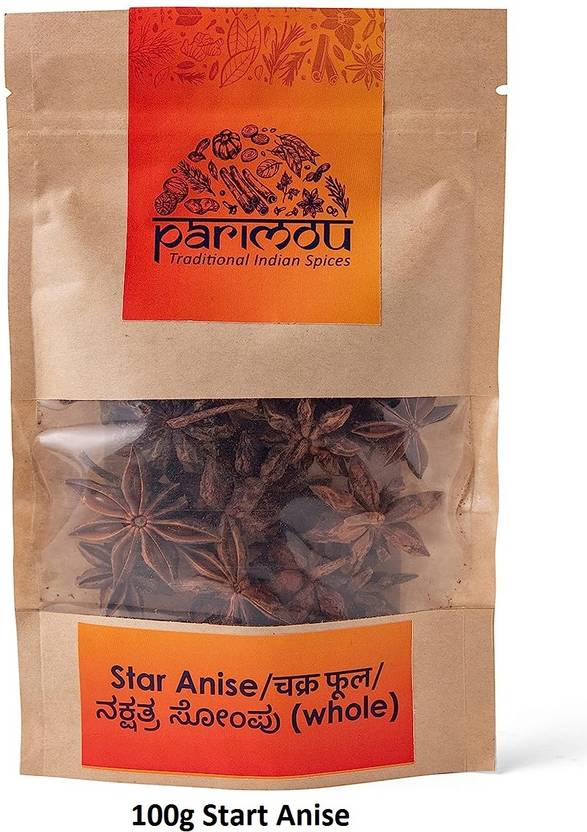 Parimou
Traditional Indian Spices
Star Anise/चक्र फूल/
ನಕ್ಷತ್ರ ಸೋಂಪು (whole)
100g Start Anise